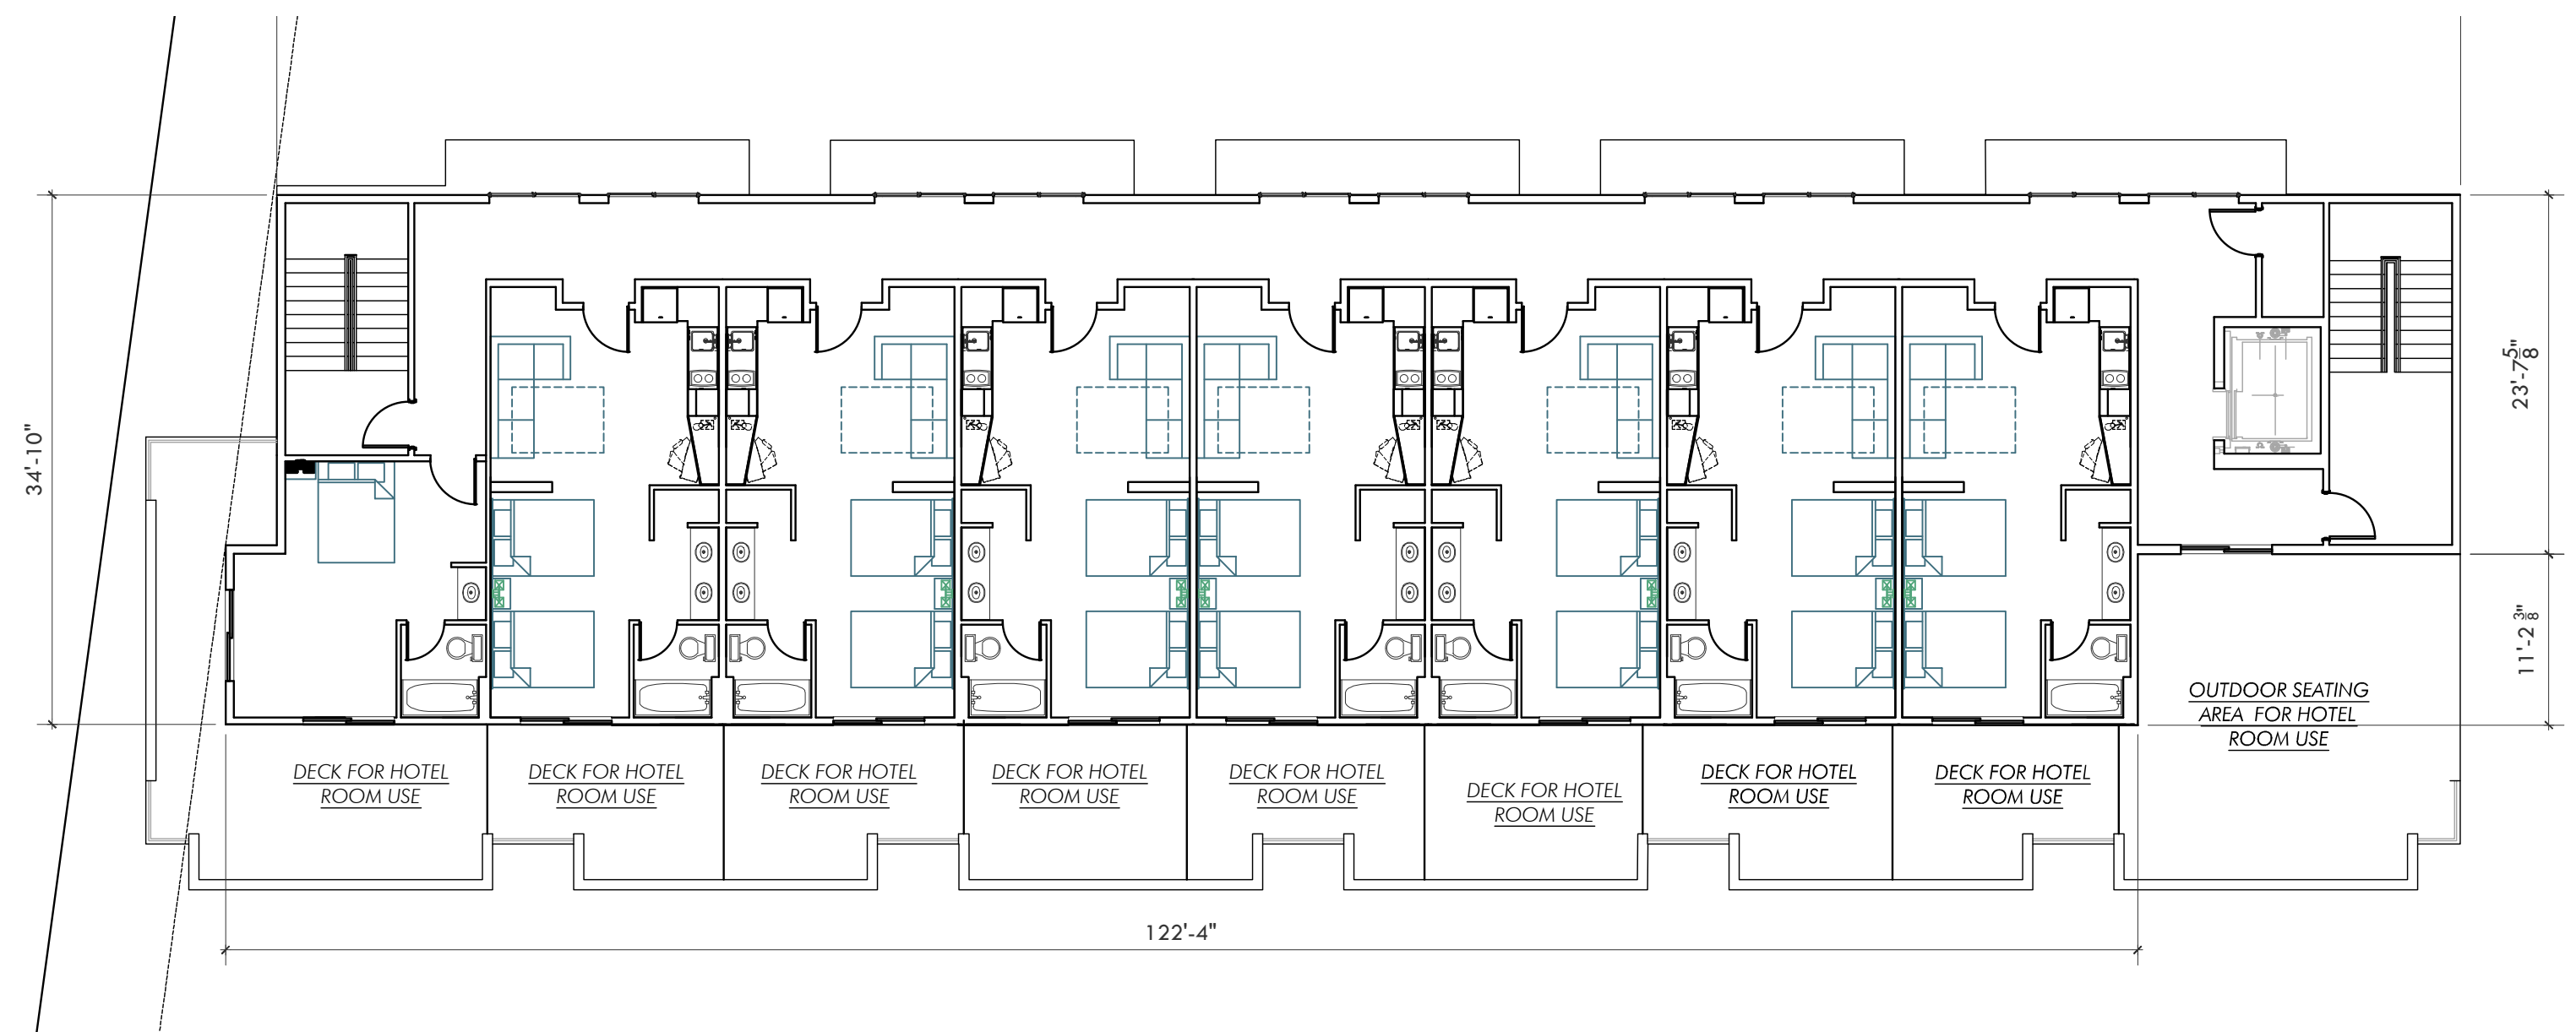 34'-10"
23'-7 5/8"
11'-2 3/8"
OUTDOOR SEATING
AREA FOR HOTEL
ROOM USE
DECK FOR HOTEL
ROOM USE
DECK FOR HOTEL
ROOM USE
DECK FOR HOTEL
ROOM USE
DECK FOR HOTEL
ROOM USE
DECK FOR HOTEL
ROOM USE
DECK FOR HOTEL
ROOM USE
DECK FOR HOTEL
ROOM USE
DECK FOR HOTEL
ROOM USE
122'-4"